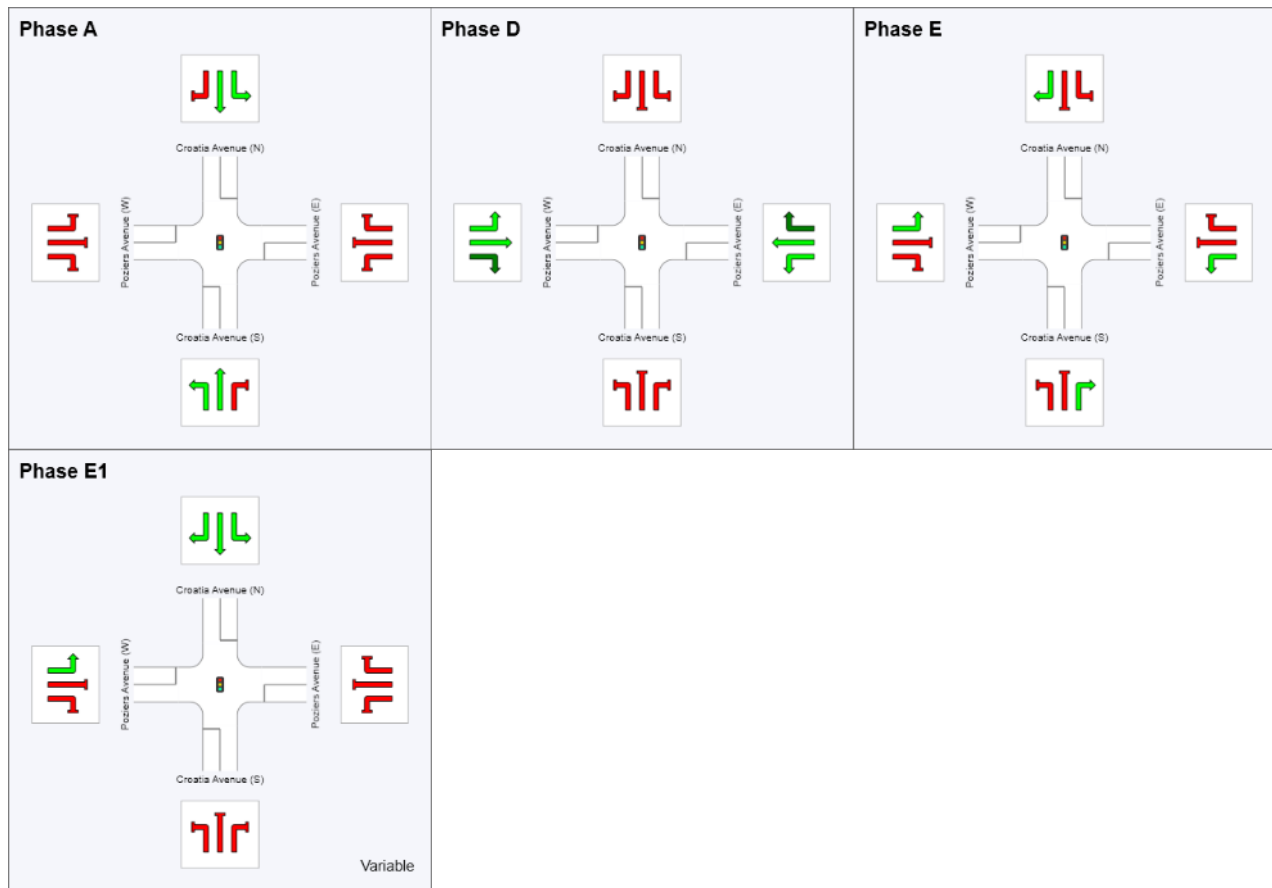 Phase A
Croatia Avenue (N)
Poziers Avenue (W)
Poziers Avenue (E)
Croatia Avenue (S)
Phase D
Croatia Avenue (N)
Poziers Avenue (W)
Poziers Avenue (E)
Croatia Avenue (S)
Phase E
Croatia Avenue (N)
Poziers Avenue (W)
Poziers Avenue (E)
Croatia Avenue (S)
Phase E1
Croatia Avenue (N)
Poziers Avenue (W)
Poziers Avenue (E)
Croatia Avenue (S)
Variable